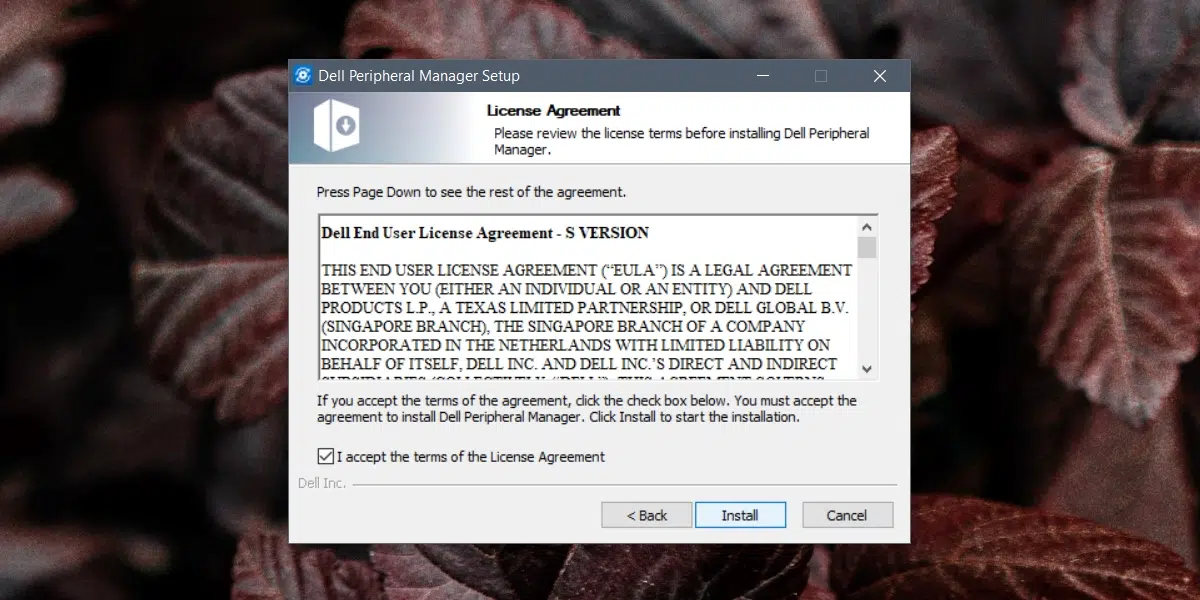 Dell Peripheral Manager Setup
License Agreement
Please review the license terms before installing Dell Peripheral
Manager.
Press Page Down to see the rest of the agreement.
Dell End User License Agreement - S VERSION
THIS END USER LICENSE AGREEMENT (“EULA”) IS A LEGAL AGREEMENT
BETWEEN YOU (EITHER AN INDIVIDUAL OR AN ENTITY) AND DELL
PRODUCTS L.P., A TEXAS LIMITED PARTNERSHIP, OR DELL GLOBAL B.V.
(SINGAPORE BRANCH), THE SINGAPORE BRANCH OF A COMPANY
INCORPORATED IN THE NETHERLANDS WITH LIMITED LIABILITY ON
BEHALF OF ITSELF, DELL INC. AND DELL INC.’S DIRECT AND INDIRECT
SUBSIDIARIES (COLLECTIVELY, “DELL”). THIS AGREEMENT GOVERNS
If you accept the terms of the agreement, click the check box below. You must accept the
agreement to install Dell Peripheral Manager. Click Install to start the installation.
I accept the terms of the License Agreement
Dell Inc.
< Back
Install
Cancel